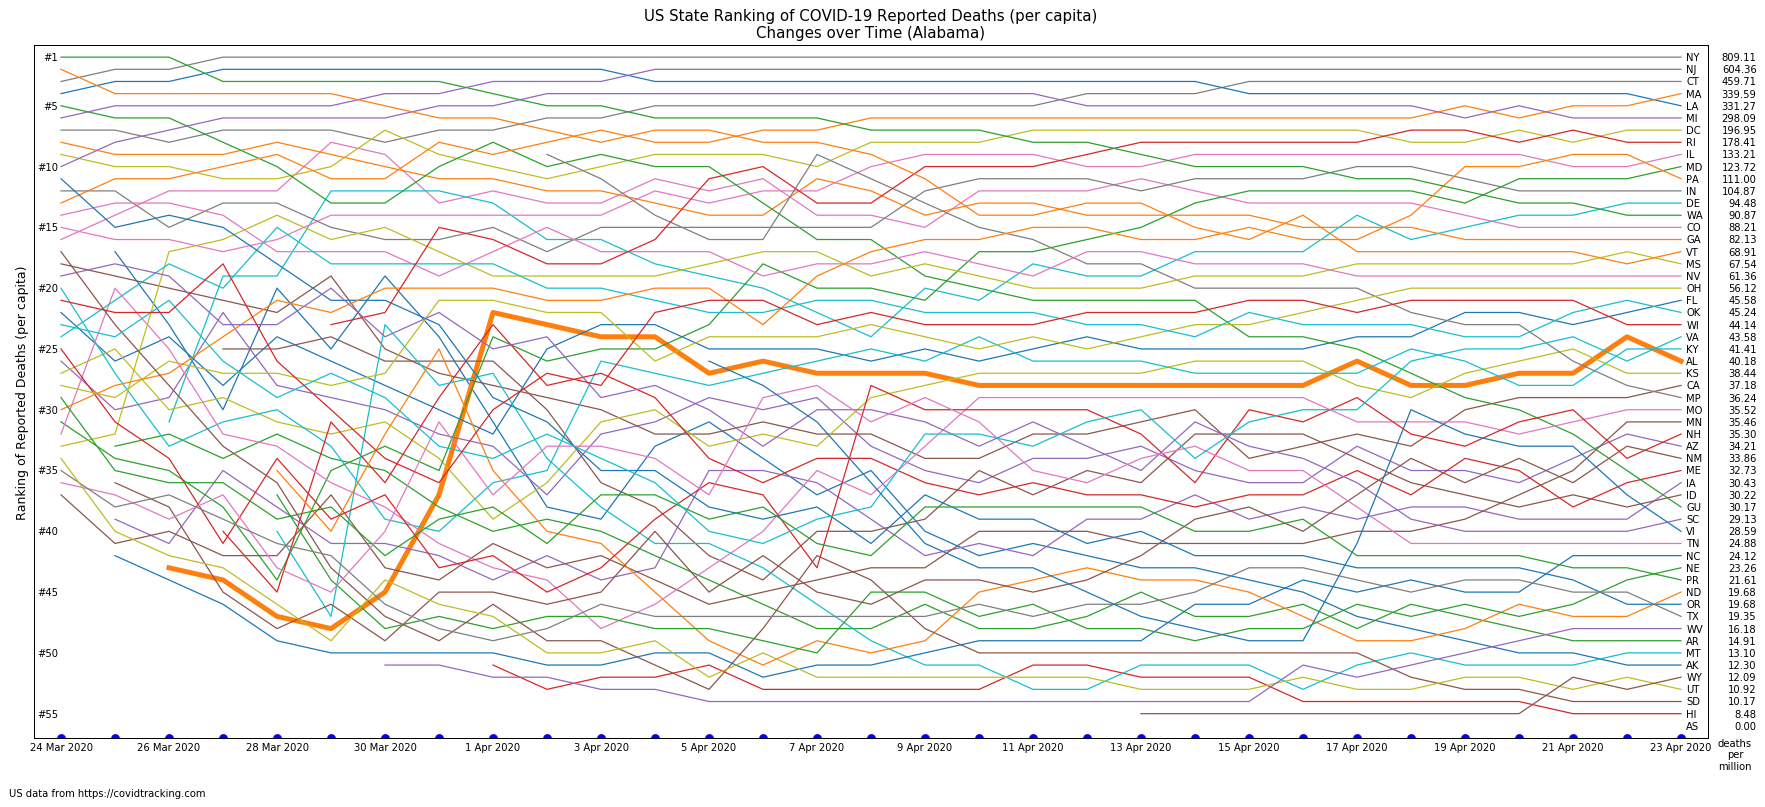 US State Ranking of COVID-19 Reported Deaths (per capita)
Changes over Time (Alabama)
Ranking of Reported Deaths (per capita)
#1
#5
#10
#15
#20
#25
#30
#35
#40
#45
#50
#55
NY 809.11
NJ 604.36
CT 459.71
MA 339.59
LA 331.27
MI 298.09
DC 196.95
RI 178.41
IL 133.21
MD 123.72
PA 111.00
IN 104.87
DE 94.48
WA 90.87
CO 88.21
GA 82.13
VT 68.91
MS 67.54
NV 61.36
OH 56.12
FL 45.58
OK 45.24
WI 44.14
VA 43.58
KY 41.41
AL 40.18
KS 38.44
CA 37.18
MP 36.24
MO 35.52
MN 35.46
NH 35.30
AZ 34.21
NM 33.86
ME 32.73
IA 30.43
ID 30.22
GU 30.17
SC 29.13
VI 28.59
TN 24.88
NC 24.12
NE 23.26
PR 21.61
ND 19.68
OR 19.68
TX 19.35
WV 16.18
AR 14.91
MT 13.10
AK 12.30
WY 12.09
UT 10.92
SD 10.17
HI 8.48
AS 0.00
24 Mar 2020 26 Mar 2020 28 Mar 2020 30 Mar 2020 1 Apr 2020 3 Apr 2020 5 Apr 2020 7 Apr 2020 9 Apr 2020 11 Apr 2020 13 Apr 2020 15 Apr 2020 17 Apr 2020 19 Apr 2020 21 Apr 2020 23 Apr 2020
deaths
per
million
US data from https://covidtracking.com